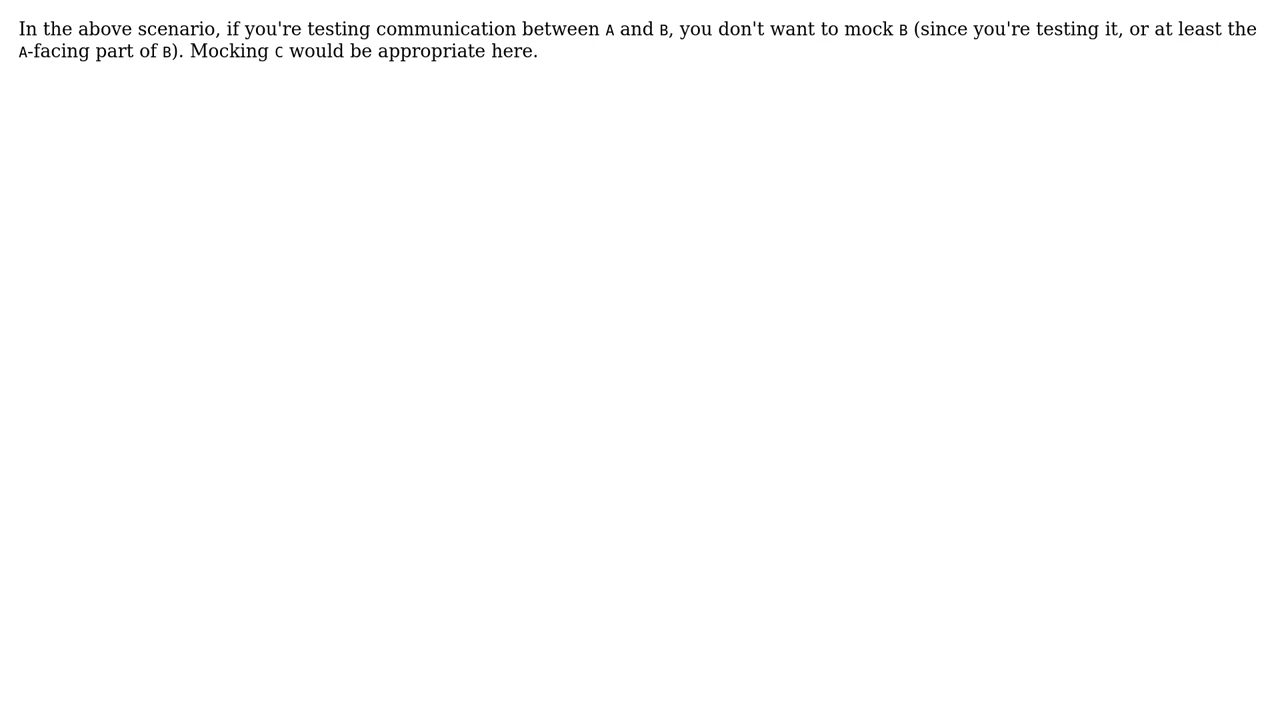 In the above scenario, if you're testing communication between A and B, you don't want to mock B (since you're testing it, or at least the
A-facing part of B). Mocking C would be appropriate here.